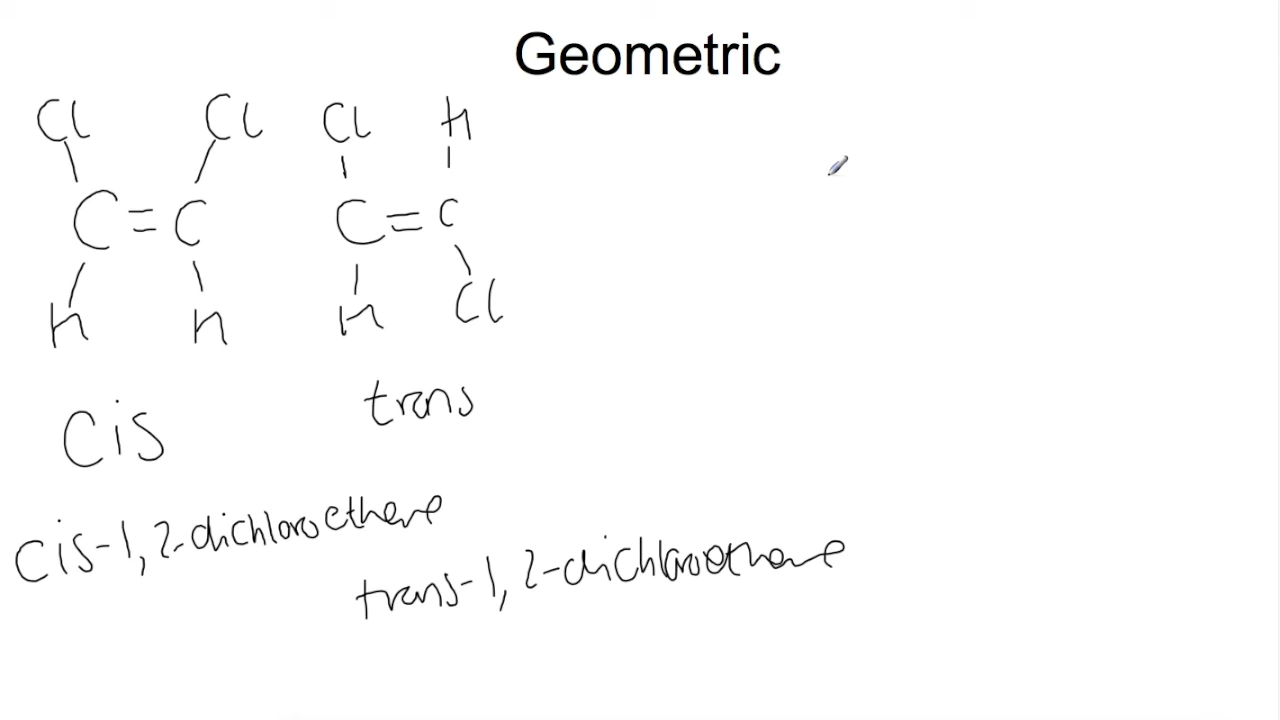 Geometric
Cl Cl Cl H
C=C C=C
H H H Cl
Cis trans
Cis-1,2-dichloroethene
trans-1,2-dichloroethene